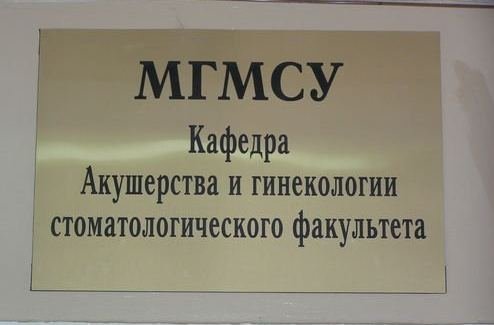 МГМСУ
Кафедра
Акушерства и гинекологии
стоматологического факультета